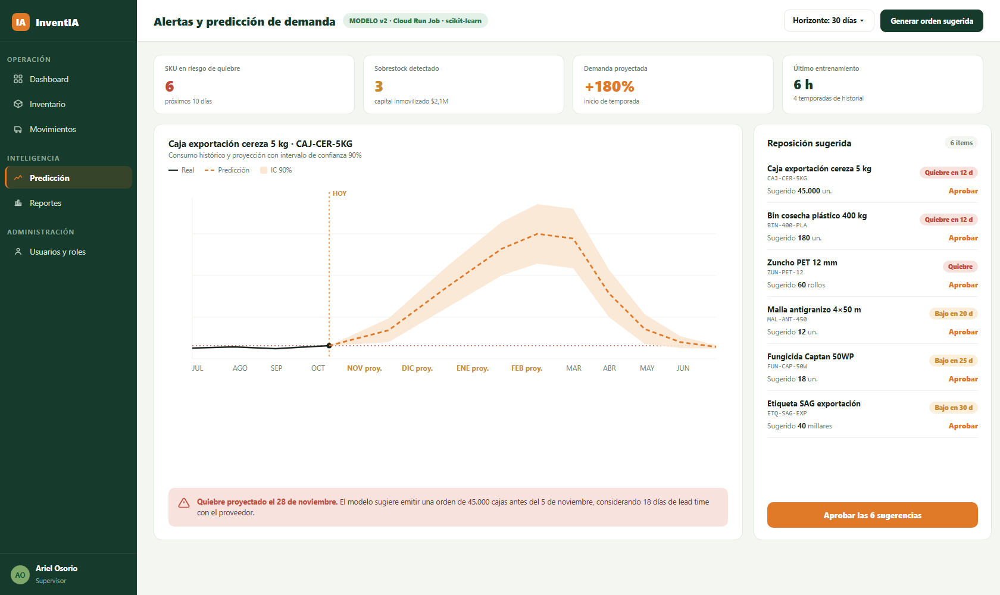 IA InventIA
OPERACIÓN
Dashboard
Inventario
Movimientos
INTELIGENCIA
Predicción
Reportes
ADMINISTRACIÓN
Usuarios y roles
AO Ariel Osorio
Supervisor
Alertas y predicción de demanda
MODELO v2 · Cloud Run Job · scikit-learn
Horizonte: 30 días
Generar orden sugerida
SKU en riesgo de quiebre
6
próximos 10 días
Sobrestock detectado
3
capital inmovilizado $2,1M
Demanda proyectada
+180%
inicio de temporada
Último entrenamiento
6 h
4 temporadas de historial
Caja exportación cereza 5 kg · CAJ-CER-5KG
Consumo histórico y proyección con intervalo de confianza 90%
Real Predicción IC 90%
HOY
JUL AGO SEP OCT NOV proy. DIC proy. ENE proy. FEB proy. MAR ABR MAY JUN
Quiebre proyectado el 28 de noviembre. El modelo sugiere emitir una orden de 45.000 cajas antes del 5 de noviembre, considerando 18 días de lead time
con el proveedor.
Reposición sugerida 6 items
Caja exportación cereza 5 kg Quiebre en 12 d
CAJ-CER-5KG
Sugerido 45.000 un. Aprobar
Bin cosecha plástico 400 kg Quiebre en 12 d
BIN-400-PLA
Sugerido 180 un. Aprobar
Zuncho PET 12 mm Quiebre
ZUN-PET-12
Sugerido 60 rollos Aprobar
Malla antigranizo 4×50 m Bajo en 20 d
MAL-ANT-450
Sugerido 12 un. Aprobar
Fungicida Captan 50WP Bajo en 25 d
FUN-CAP-50W
Sugerido 18 un. Aprobar
Etiqueta SAG exportación Bajo en 30 d
ETQ-SAG-EXP
Sugerido 40 millares Aprobar
Aprobar las 6 sugerencias